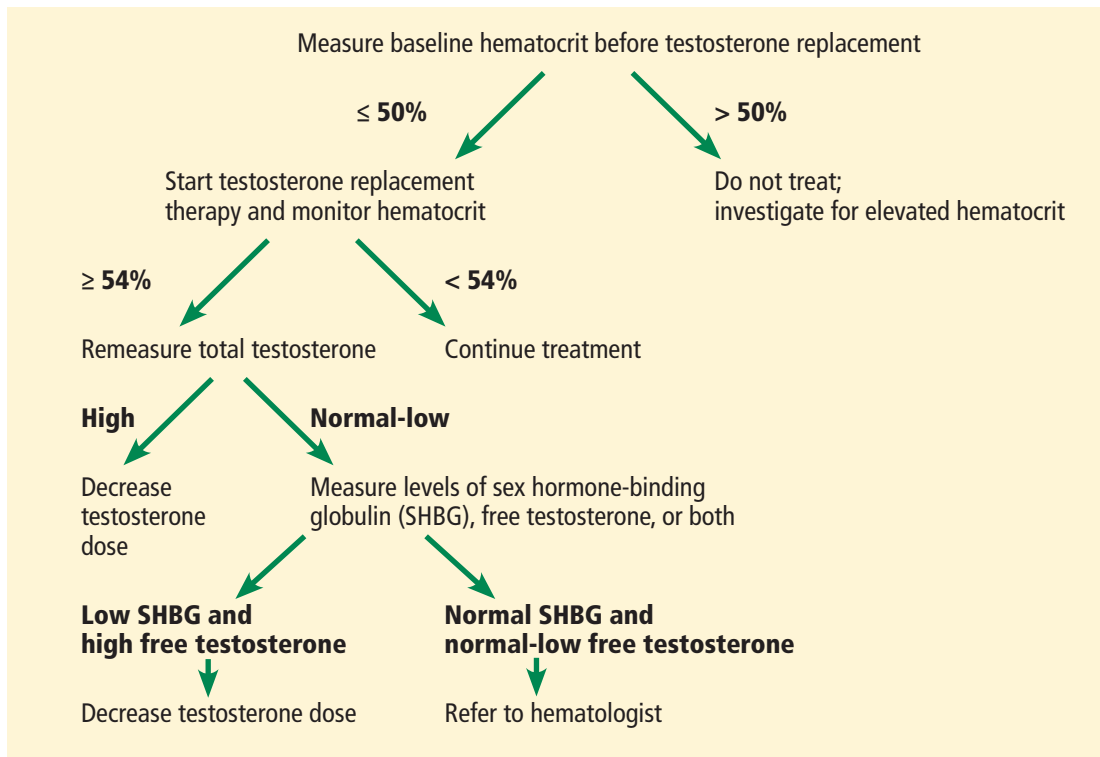 Measure baseline hematocrit before testosterone replacement
≤ 50%
> 50%
Start testosterone replacement
therapy and monitor hematocrit
Do not treat;
investigate for elevated hematocrit
≥ 54%
< 54%
Remeasure total testosterone
Continue treatment
High
Normal-low
Decrease
testosterone
dose
Measure levels of sex hormone-binding
globulin (SHBG), free testosterone, or both
Low SHBG and
high free testosterone
Normal SHBG and
normal-low free testosterone
Decrease testosterone dose
Refer to hematologist